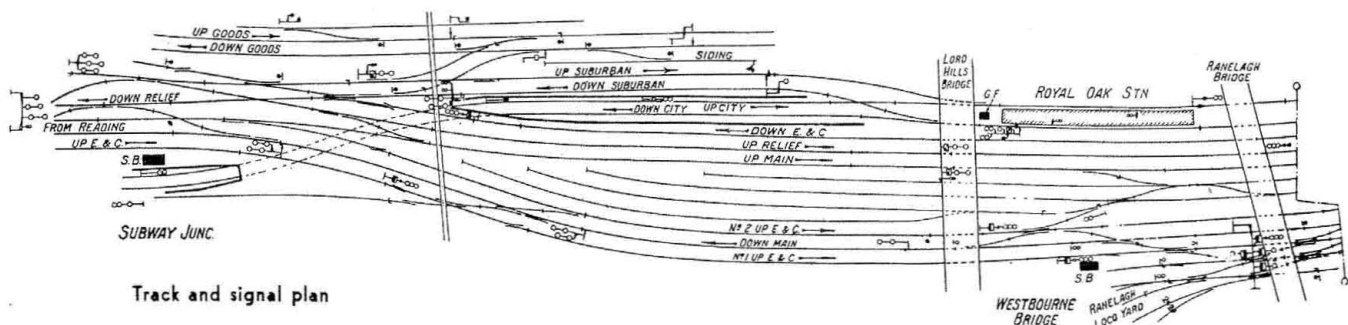 UP GOODS
DOWN GOODS
SIDING
UP SUBURBAN
DOWN SUBURBAN
DOWN RELIEF
DOWN CITY
UP CITY
FROM READING
DOWN E. & C.
UP E. & C.
UP RELIEF
UP MAIN
S.B.
SUBWAY JUNC.
LORD
HILLS
BRIDGE
G.F.
ROYAL OAK STN
RANELAGH
BRIDGE
No. 2 UP E. & C.
DOWN MAIN
No. 1 UP E. & C.
S.B.
WESTBOURNE
BRIDGE
RANELAGH
LOCO YARD
Track and signal plan